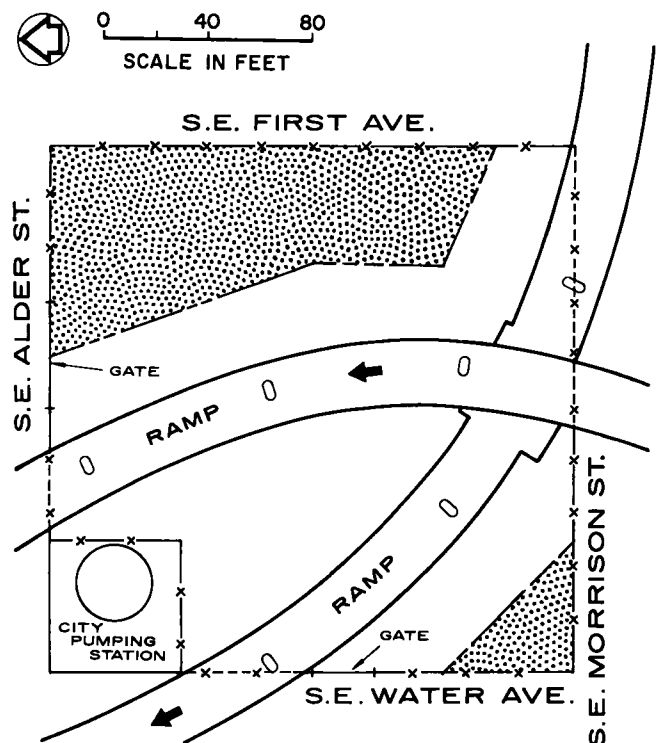 0 40 80
SCALE IN FEET
S.E. FIRST AVE.
S.E. ALDER ST.
GATE
RAMP
S.E. MORRISON ST.
RAMP
CITY
PUMPING
STATION
GATE
S.E. WATER AVE.